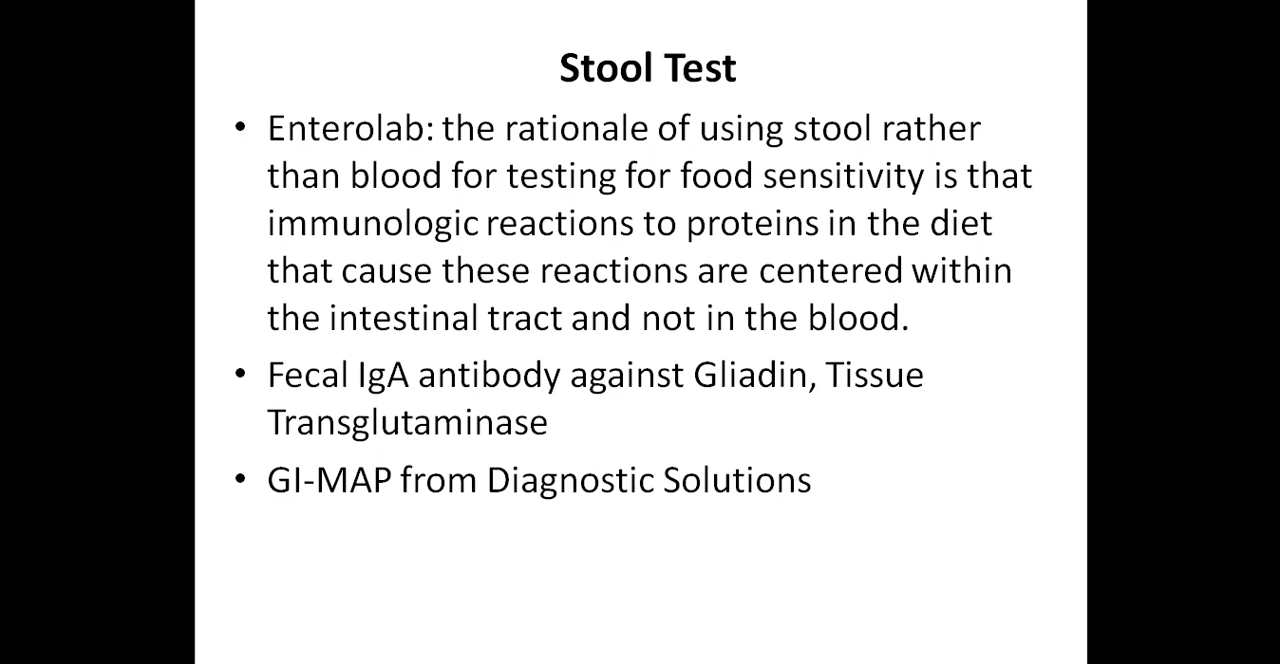 Stool Test
• Enterolab: the rationale of using stool rather
than blood for testing for food sensitivity is that
immunologic reactions to proteins in the diet
that cause these reactions are centered within
the intestinal tract and not in the blood.
• Fecal IgA antibody against Gliadin, Tissue
Transglutaminase
• GI-MAP from Diagnostic Solutions